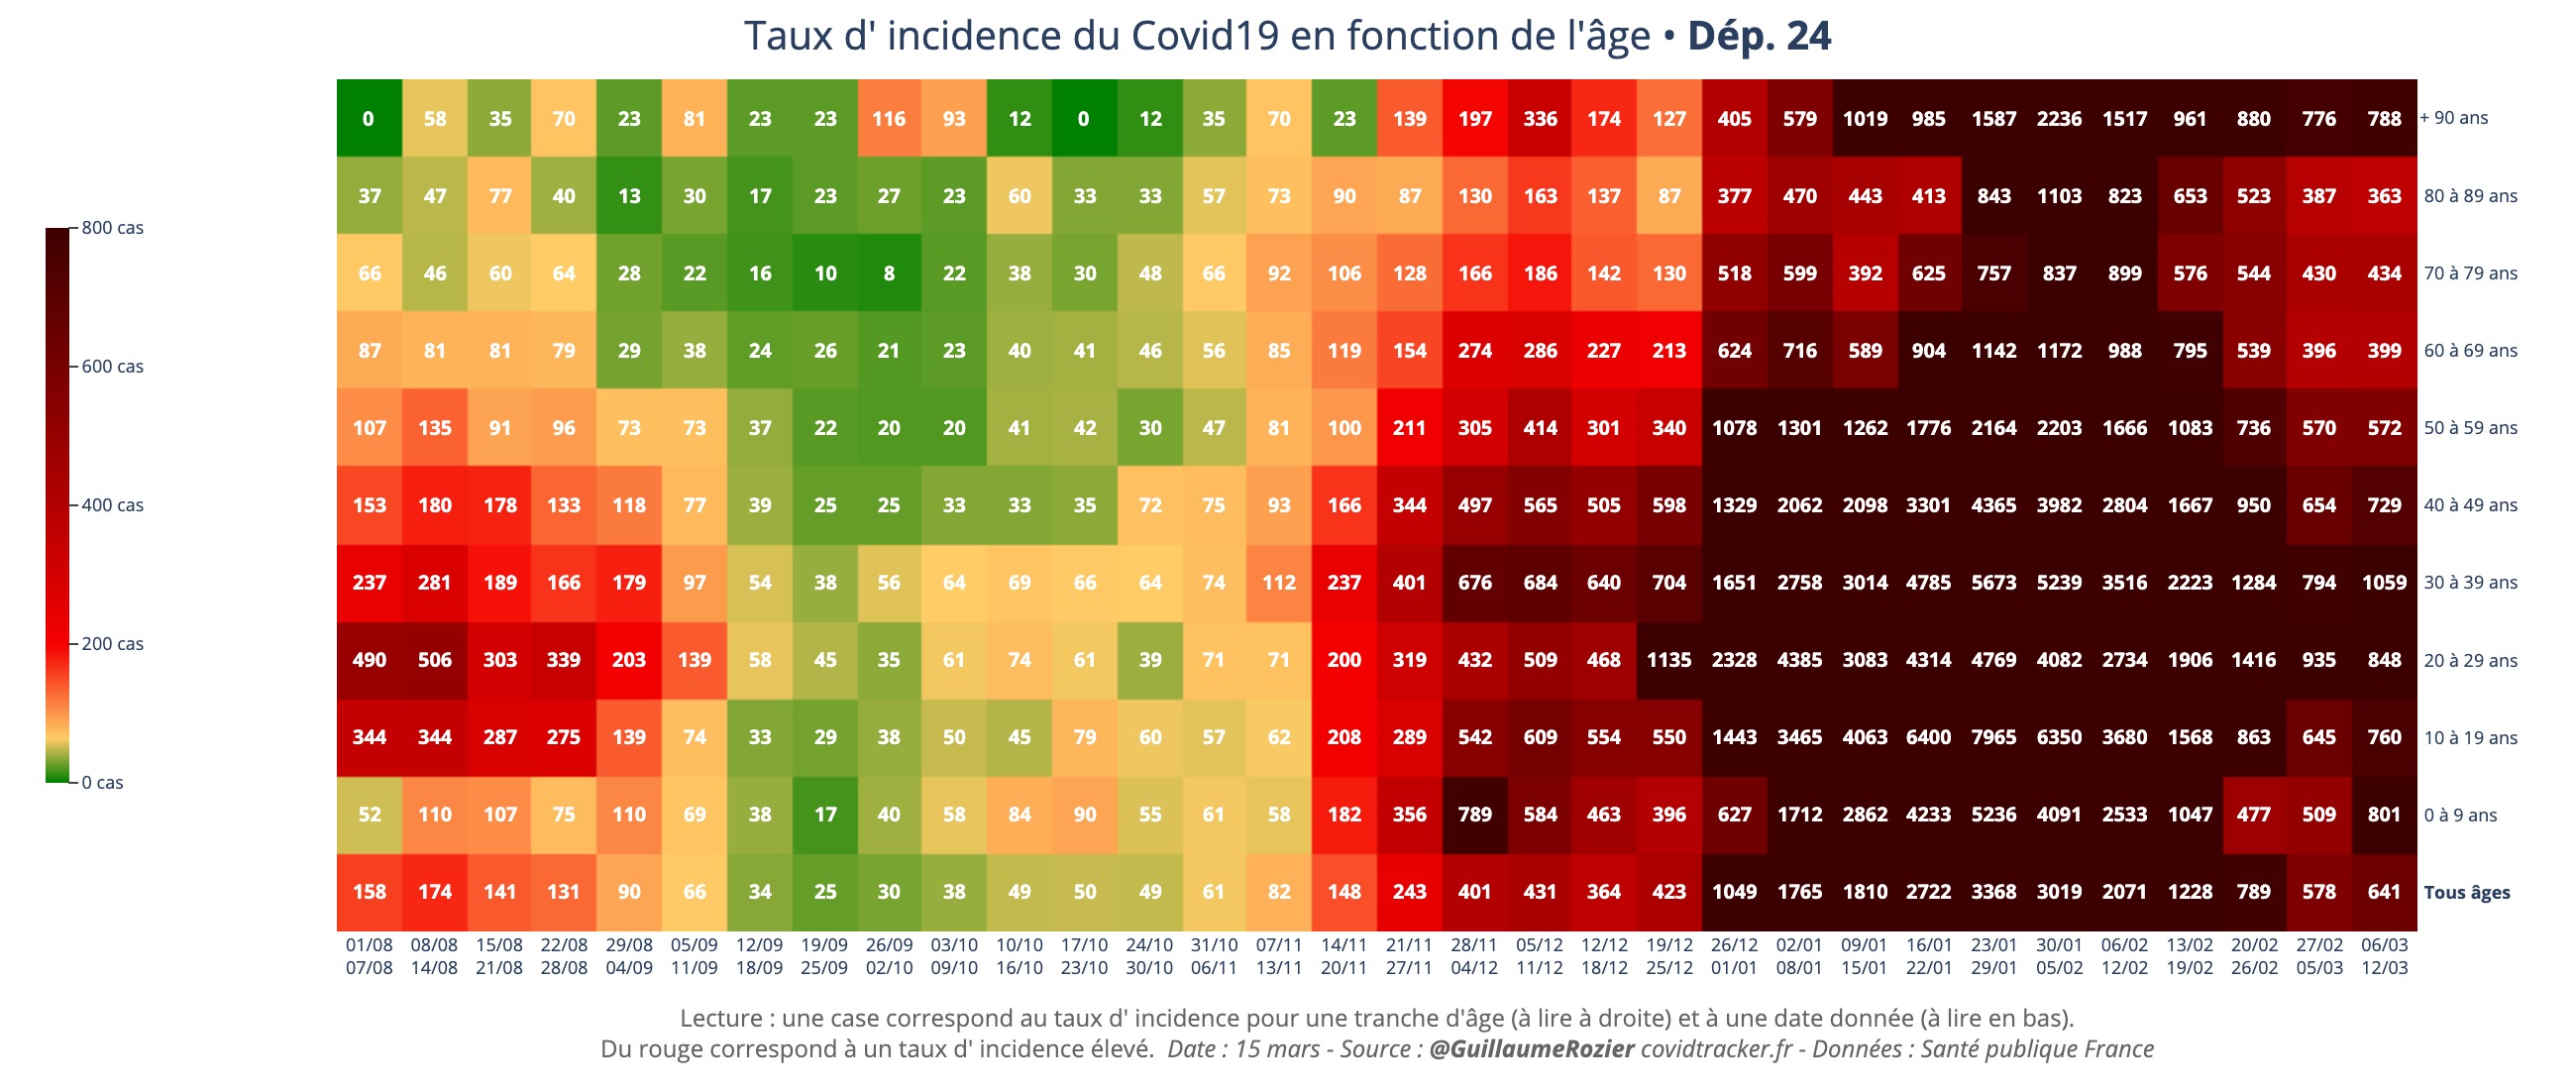 Taux d' incidence du Covid19 en fonction de l'âge • Dép. 24
0 58 35 70 23 81 23 23 116 93 12 0 12 35 70 23 139 197 336 174 127 405 579 1019 985 1587 2236 1517 961 880 776 788 + 90 ans
37 47 77 40 13 30 17 23 27 23 60 33 33 57 73 90 87 130 163 137 87 377 470 443 413 843 1103 823 653 523 387 363 80 à 89 ans
800 cas
66 46 60 64 28 22 16 10 8 22 38 30 48 66 92 106 128 166 186 142 130 518 599 392 625 757 837 899 576 544 430 434 70 à 79 ans
87 81 81 79 29 38 24 26 21 23 40 41 46 56 85 119 154 274 286 227 213 624 716 589 904 1142 1172 988 795 539 396 399 60 à 69 ans
600 cas
107 135 91 96 73 73 37 22 20 20 41 42 30 47 81 100 211 305 414 301 340 1078 1301 1262 1776 2164 2203 1666 1083 736 570 572 50 à 59 ans
400 cas
153 180 178 133 118 77 39 25 25 33 33 35 72 75 93 166 344 497 565 505 598 1329 2062 2098 3301 4365 3982 2804 1667 950 654 729 40 à 49 ans
237 281 189 166 179 97 54 38 56 64 69 66 64 74 112 237 401 676 684 640 704 1651 2758 3014 4785 5673 5239 3516 2223 1284 794 1059 30 à 39 ans
200 cas
490 506 303 339 203 139 58 45 35 61 74 61 39 71 71 200 319 432 509 468 1135 2328 4385 3083 4314 4769 4082 2734 1906 1416 935 848 20 à 29 ans
344 344 287 275 139 74 33 29 38 50 45 79 60 57 62 208 289 542 609 554 550 1443 3465 4063 6400 7965 6350 3680 1568 863 645 760 10 à 19 ans
0 cas
52 110 107 75 110 69 38 17 40 58 84 90 55 61 58 182 356 789 584 463 396 627 1712 2862 4233 5236 4091 2533 1047 477 509 801 0 à 9 ans
158 174 141 131 90 66 34 25 30 38 49 50 49 61 82 148 243 401 431 364 423 1049 1765 1810 2722 3368 3019 2071 1228 789 578 641 Tous âges
01/08 08/08 15/08 22/08 29/08 05/09 12/09 19/09 26/09 03/10 10/10 17/10 24/10 31/10 07/11 14/11 21/11 28/11 05/12 12/12 19/12 26/12 02/01 09/01 16/01 23/01 30/01 06/02 13/02 20/02 27/02 06/03
07/08 14/08 21/08 28/08 04/09 11/09 18/09 25/09 02/10 09/10 16/10 23/10 30/10 06/11 13/11 20/11 27/11 04/12 11/12 18/12 25/12 01/01 08/01 15/01 22/01 29/01 05/02 12/02 19/02 26/02 05/03 12/03
Lecture : une case correspond au taux d' incidence pour une tranche d'âge (à lire à droite) et à une date donnée (à lire en bas).
Du rouge correspond à un taux d' incidence élevé. Date : 15 mars - Source : @GuillaumeRozier covidtracker.fr - Données : Santé publique France